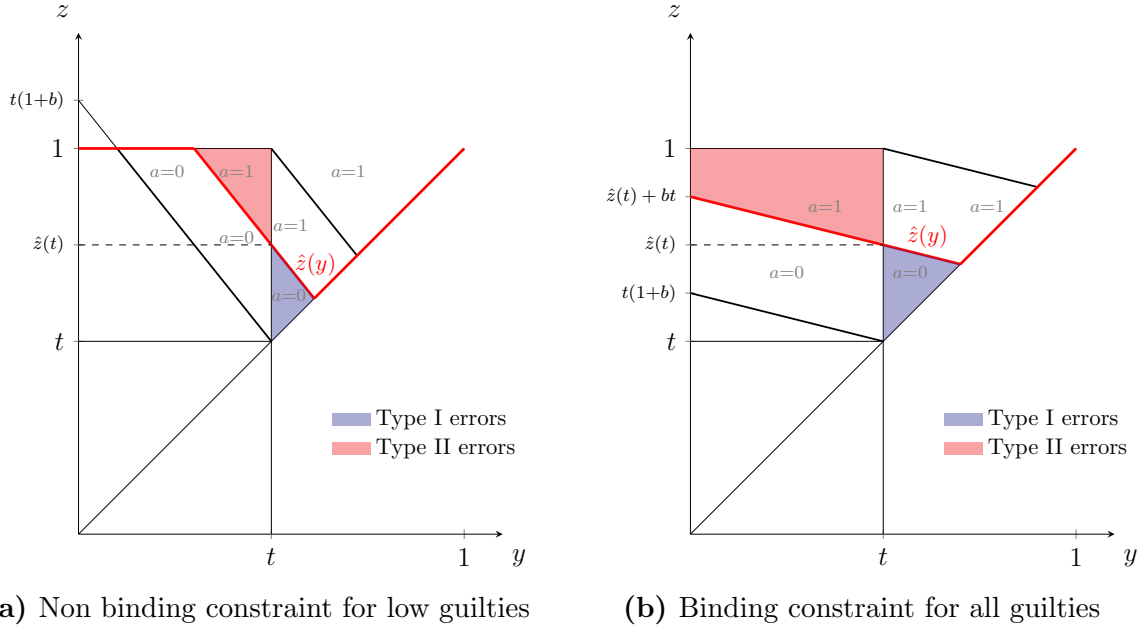 z
t(1+b)
1
a=0
a=1
a=1
a=0
a=1
ẑ(t)
ẑ(y)
a=0
t
Type I errors
Type II errors
t
1
y
a) Non binding constraint for low guilties
z
1
ẑ(t) + bt
a=1
a=1
a=1
ẑ(y)
ẑ(t)
a=0
a=0
t(1+b)
t
Type I errors
Type II errors
t
1
y
(b) Binding constraint for all guilties